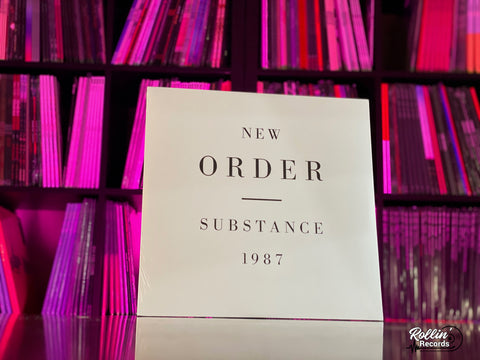 NEW
ORDER
SUBSTANCE
1987
Rollin'
Records